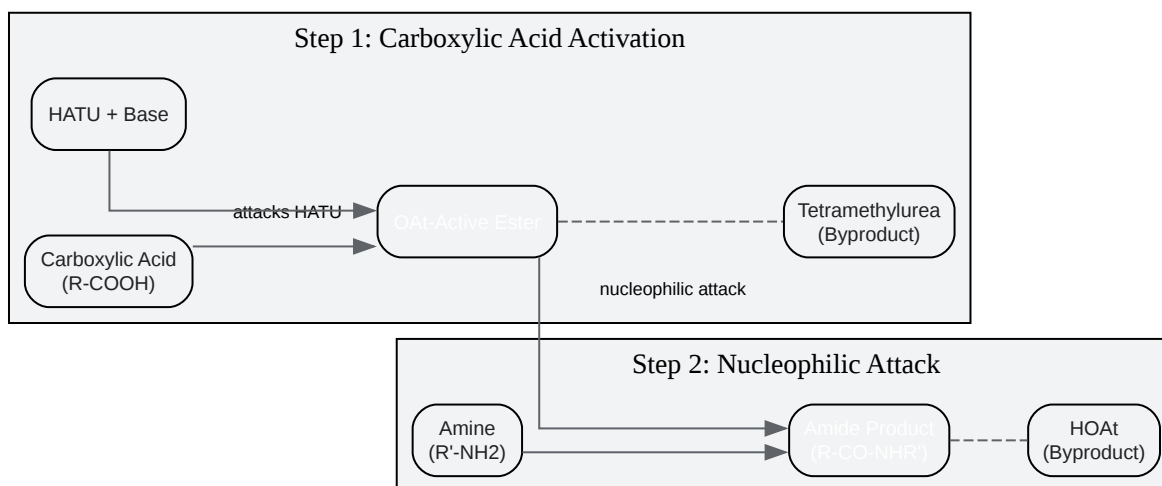 Step 1: Carboxylic Acid Activation
HATU + Base
attacks HATU
OAt-Active Ester
Tetramethylurea
(Byproduct)
Carboxylic Acid
(R-COOH)
nucleophilic attack
Step 2: Nucleophilic Attack
Amine
(R'-NH2)
Amide Product
(R-CO-NHR')
HOAt
(Byproduct)